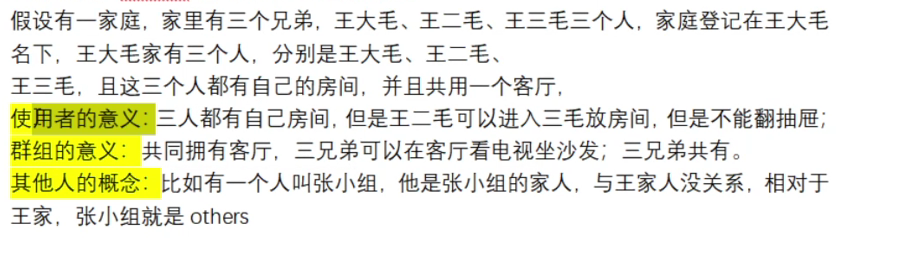 假设有一家庭，家里有三个兄弟，王大毛、王二毛、王三毛三个人，家庭登记在王大毛
名下，王大毛家有三个人，分别是王大毛、王二毛、
王三毛，且这三个人都有自己的房间，并且共用一个客厅，
使用者的意义：三人都有自己房间，但是王二毛可以进入三毛放房间，但是不能翻抽屉；
群组的意义：共同拥有客厅，三兄弟可以在客厅看电视坐沙发；三兄弟共有。
其他人的概念：比如有一个人叫张小组，他是张小组的家人，与王家人没关系，相对于
王家，张小组就是 others